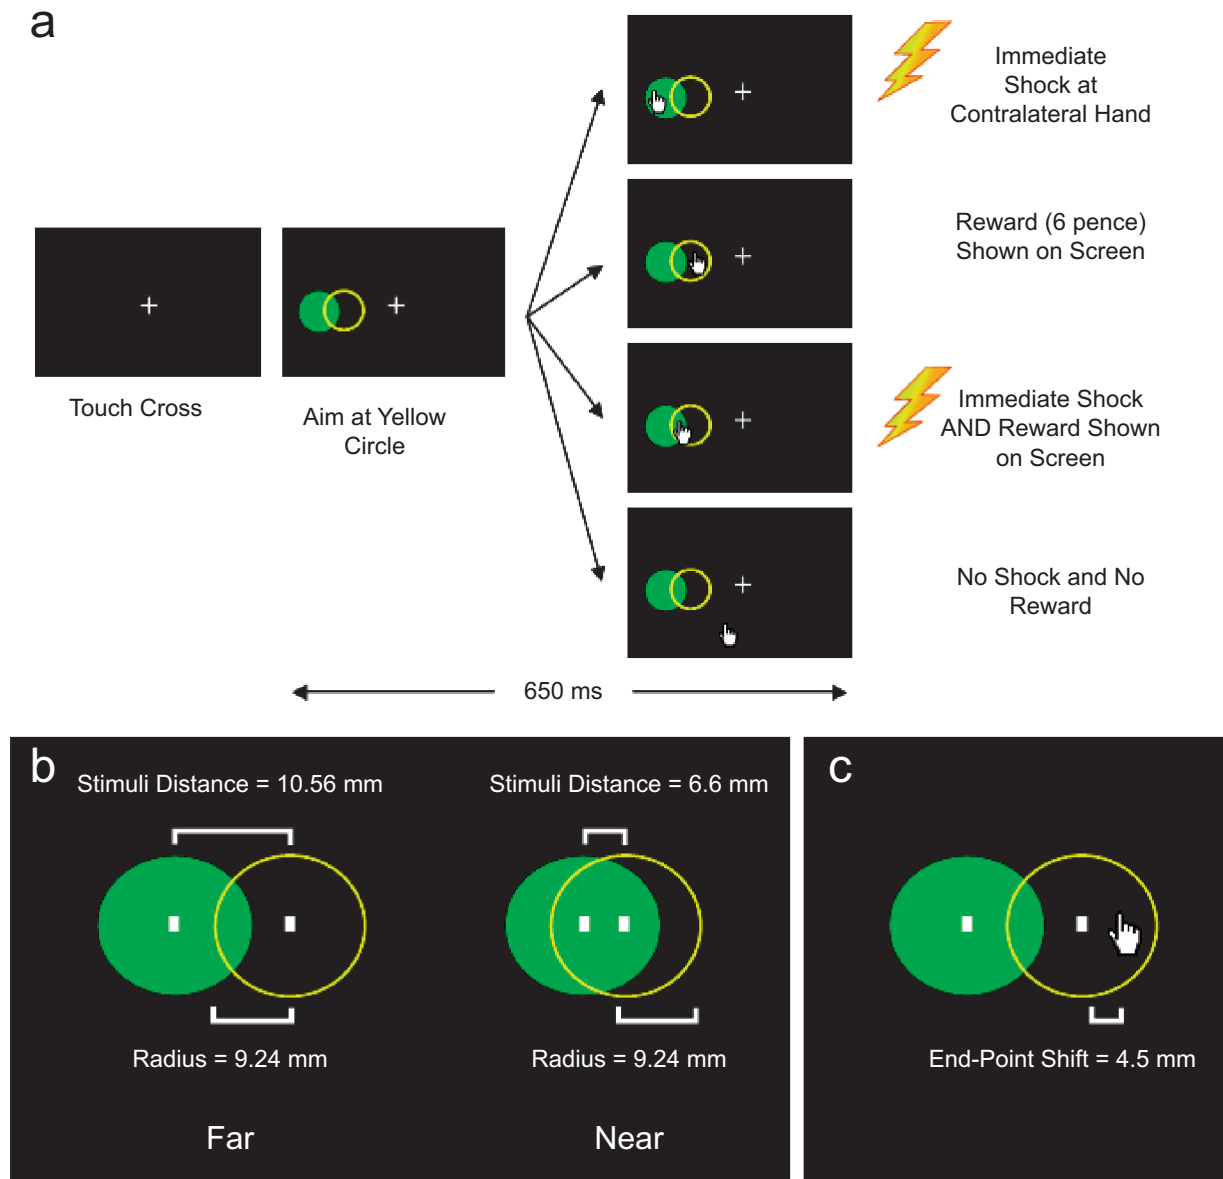 a
Immediate
Shock at
Contralateral Hand
Reward (6 pence)
Shown on Screen
Touch Cross
Aim at Yellow
Circle
Immediate Shock
AND Reward Shown
on Screen
No Shock and No
Reward
650 ms
b
Stimuli Distance = 10.56 mm
Stimuli Distance = 6.6 mm
Radius = 9.24 mm
Radius = 9.24 mm
Far
Near
c
End-Point Shift = 4.5 mm